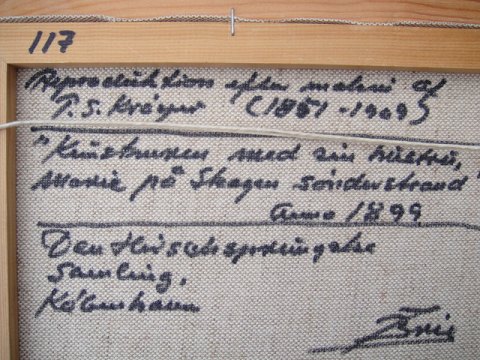 117
Reproduktion efter maleri af
P.S. Krøyer (1851-1909)
"Kunstneren med sin hustru,
Marie på Skagen sønderstrand"
Anno 1899
Den Hirschsprungske
Samling,
København